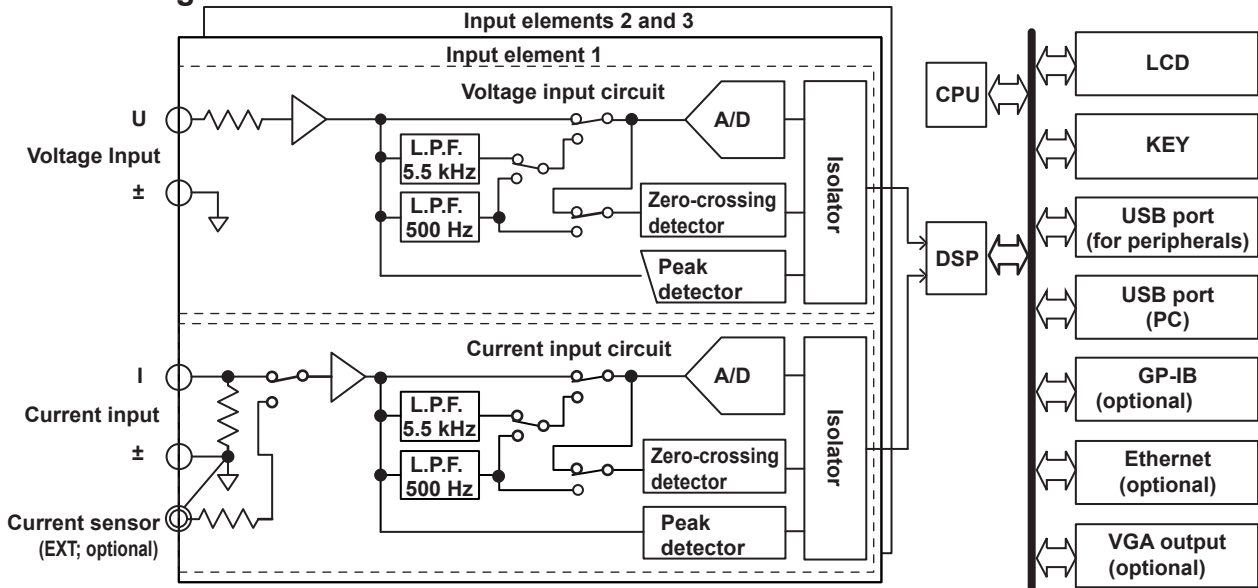 Input elements 2 and 3
Input element 1
Voltage input circuit
U
Voltage Input
±
L.P.F.
5.5 kHz
L.P.F.
500 Hz
A/D
Zero-crossing
detector
Peak
detector
Isolator
Current input circuit
I
Current input
±
Current sensor
(EXT; optional)
L.P.F.
5.5 kHz
L.P.F.
500 Hz
A/D
Zero-crossing
detector
Peak
detector
Isolator
CPU
DSP
LCD
KEY
USB port
(for peripherals)
USB port
(PC)
GP-IB
(optional)
Ethernet
(optional)
VGA output
(optional)